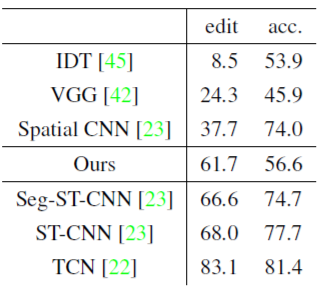 edit acc.
IDT [45] 8.5 53.9
VGG [42] 24.3 45.9
Spatial CNN [23] 37.7 74.0
Ours 61.7 56.6
Seg-ST-CNN [23] 66.6 74.7
ST-CNN [23] 68.0 77.7
TCN [22] 83.1 81.4